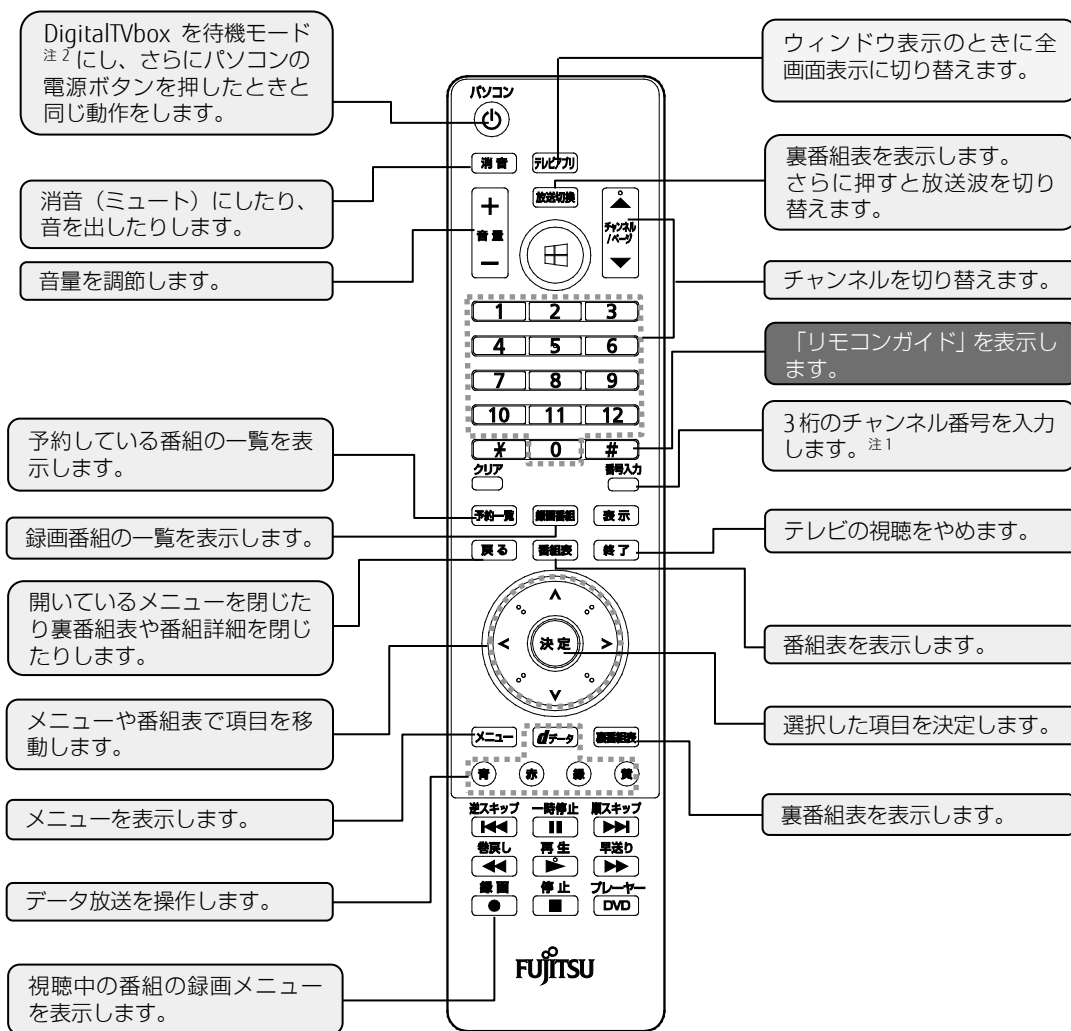 DigitalTVbox を待機モード
注2にし、さらにパソコンの
電源ボタンを押したときと
同じ動作をします。
消音（ミュート）にしたり、
音を出したりします。
音量を調節します。
予約している番組の一覧を表
示します。
録画番組の一覧を表示します。
開いているメニューを閉じた
り裏番組表や番組詳細を閉じ
たりします。
メニューや番組表で項目を移
動します。
メニューを表示します。
データ放送を操作します。
視聴中の番組の録画メニュー
を表示します。
パソコン
消音 テレビアプリ
放送切換
+
音量
−
チャンネル
/ページ
1 2 3
4 5 6
7 8 9
10 11 12
* 0 #
クリア 番号入力
予約一覧 録画番組 表示
戻る 番組表 終了
決定
メニュー dデータ 裏番組表
青 赤 緑 黄
逆スキップ 一時停止 順スキップ
巻戻し 再生 早送り
録画 停止 プレーヤー
DVD
FUJITSU
ウィンドウ表示のときに全
画面表示に切り替えます。
裏番組表を表示します。
さらに押すと放送波を切り
替えます。
チャンネルを切り替えます。
「リモコンガイド」を表示し
ます。
3桁のチャンネル番号を入力
します。注1
テレビの視聴をやめます。
番組表を表示します。
選択した項目を決定します。
裏番組表を表示します。